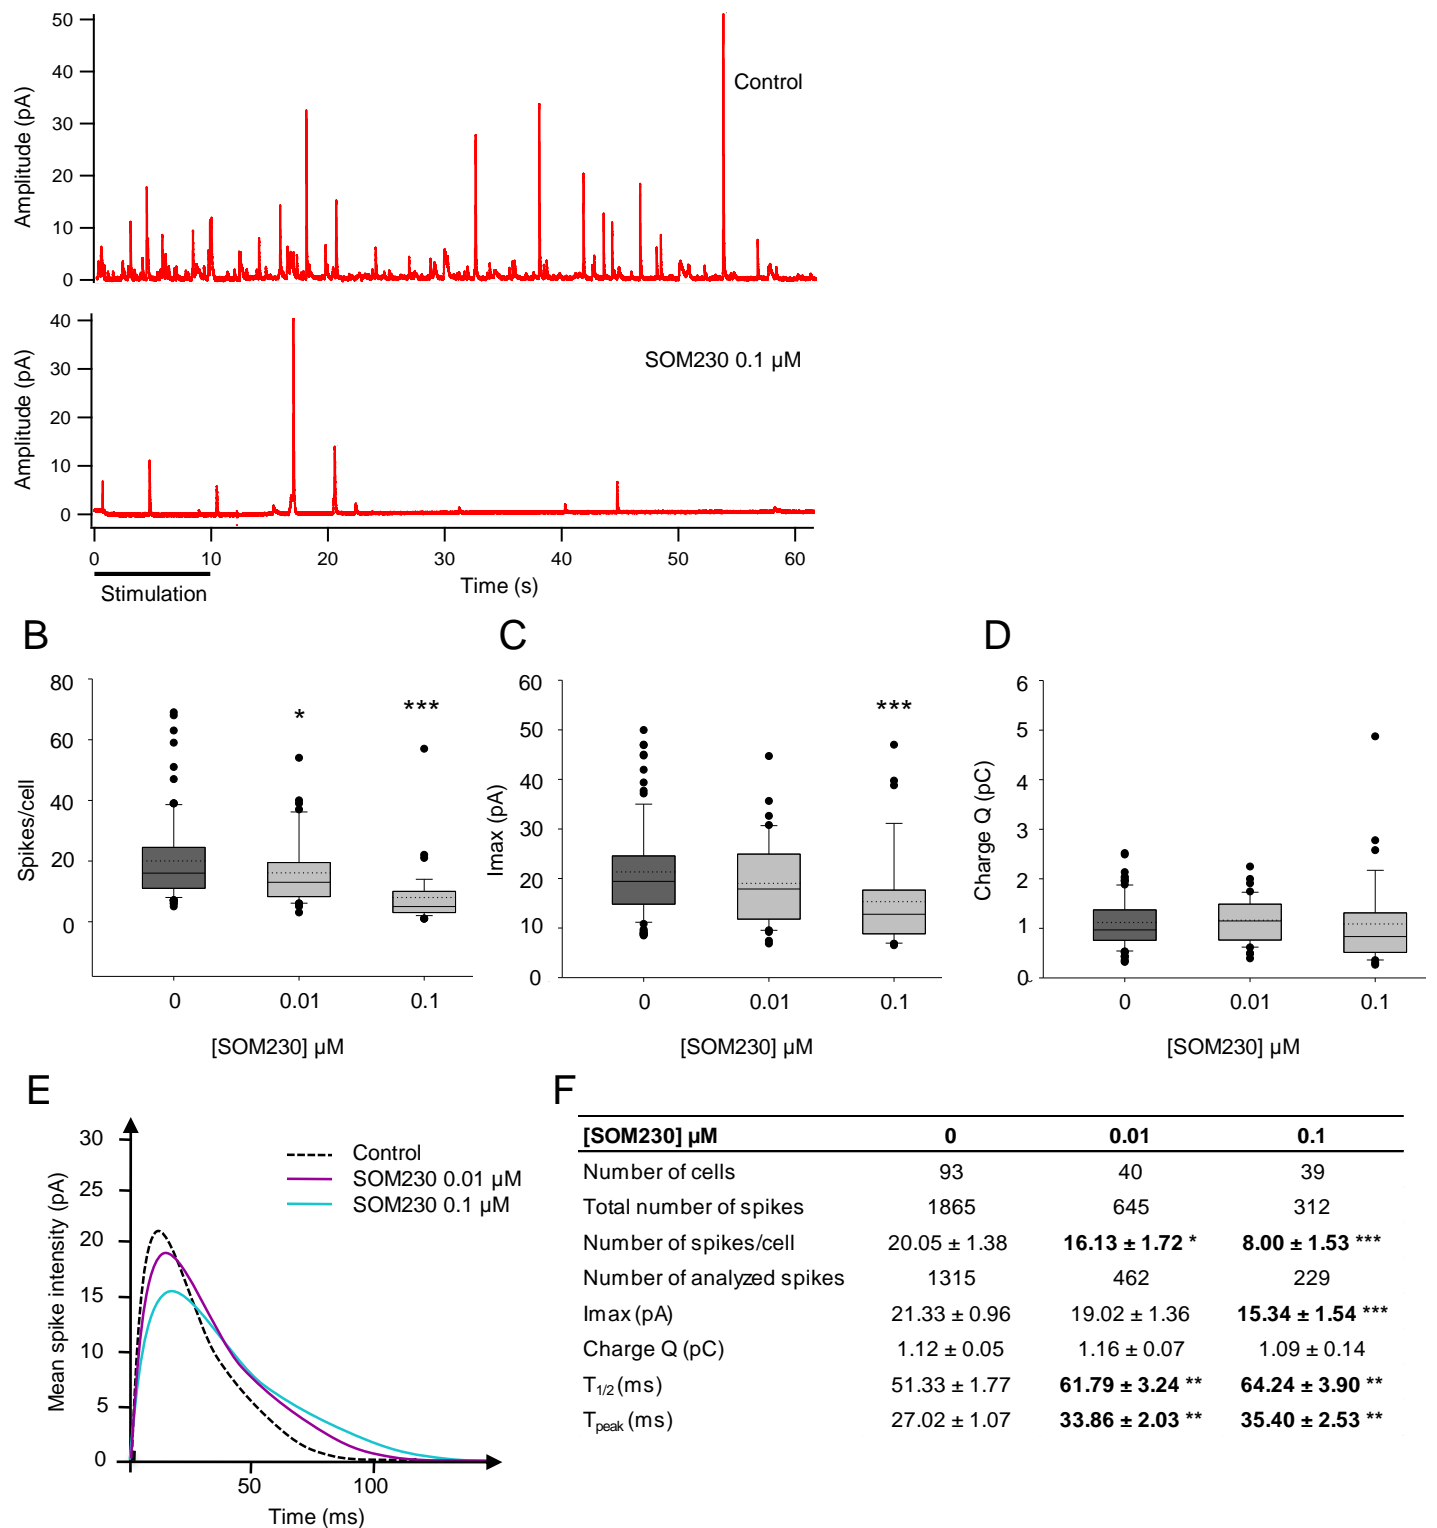 50
40
30
20
10
0
Amplitude (pA)
Control
40
30
20
10
0
Amplitude (pA)
SOM230 0.1 µM
0 10 20 30 40 50 60
Time (s)
Stimulation
B
80
60
40
20
0
Spikes/cell
* ***
0 0.01 0.1
[SOM230] µM
C
60
50
40
30
20
10
0
Imax (pA)
***
0 0.01 0.1
[SOM230] µM
D
6
5
4
3
2
1
0
Charge Q (pC)
0 0.01 0.1
[SOM230] µM
E
30
25
20
15
10
5
0
Mean spike intensity (pA)
Control
SOM230 0.01 µM
SOM230 0.1 µM
50 100
Time (ms)
F
[SOM230] µM 0 0.01 0.1
Number of cells 93 40 39
Total number of spikes 1865 645 312
Number of spikes/cell 20.05 ± 1.38 16.13 ± 1.72 * 8.00 ± 1.53 ***
Number of analyzed spikes 1315 462 229
Imax (pA) 21.33 ± 0.96 19.02 ± 1.36 15.34 ± 1.54 ***
Charge Q (pC) 1.12 ± 0.05 1.16 ± 0.07 1.09 ± 0.14
T1/2 (ms) 51.33 ± 1.77 61.79 ± 3.24 ** 64.24 ± 3.90 **
Tpeak (ms) 27.02 ± 1.07 33.86 ± 2.03 ** 35.40 ± 2.53 **